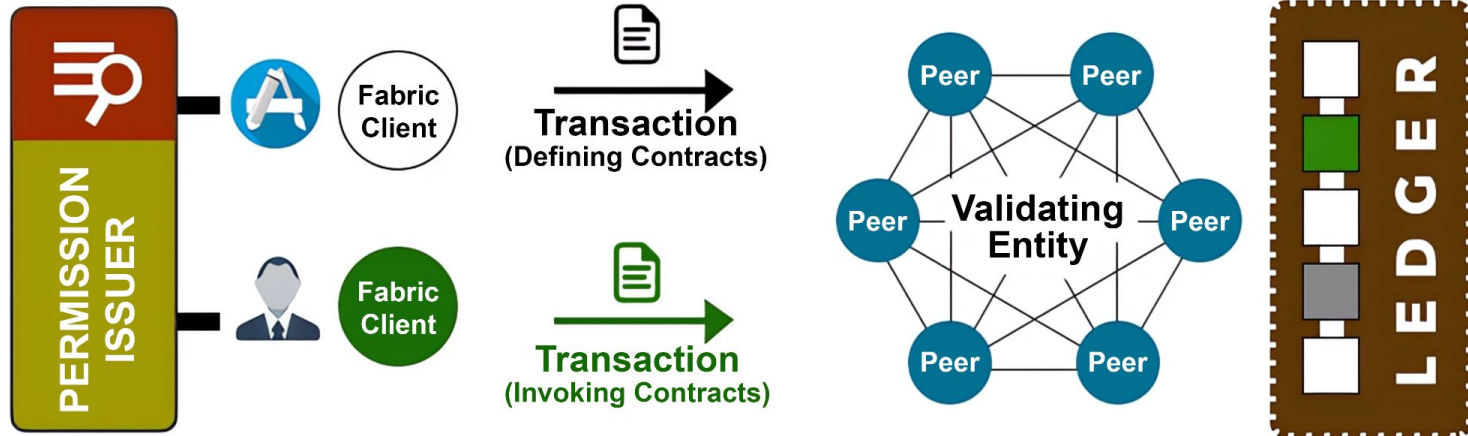 PERMISSION
ISSUER
Fabric
Client
Transaction
(Defining Contracts)
Fabric
Client
Transaction
(Invoking Contracts)
Peer
Peer
Peer
Validating
Entity
Peer
Peer
Peer
LEDGER